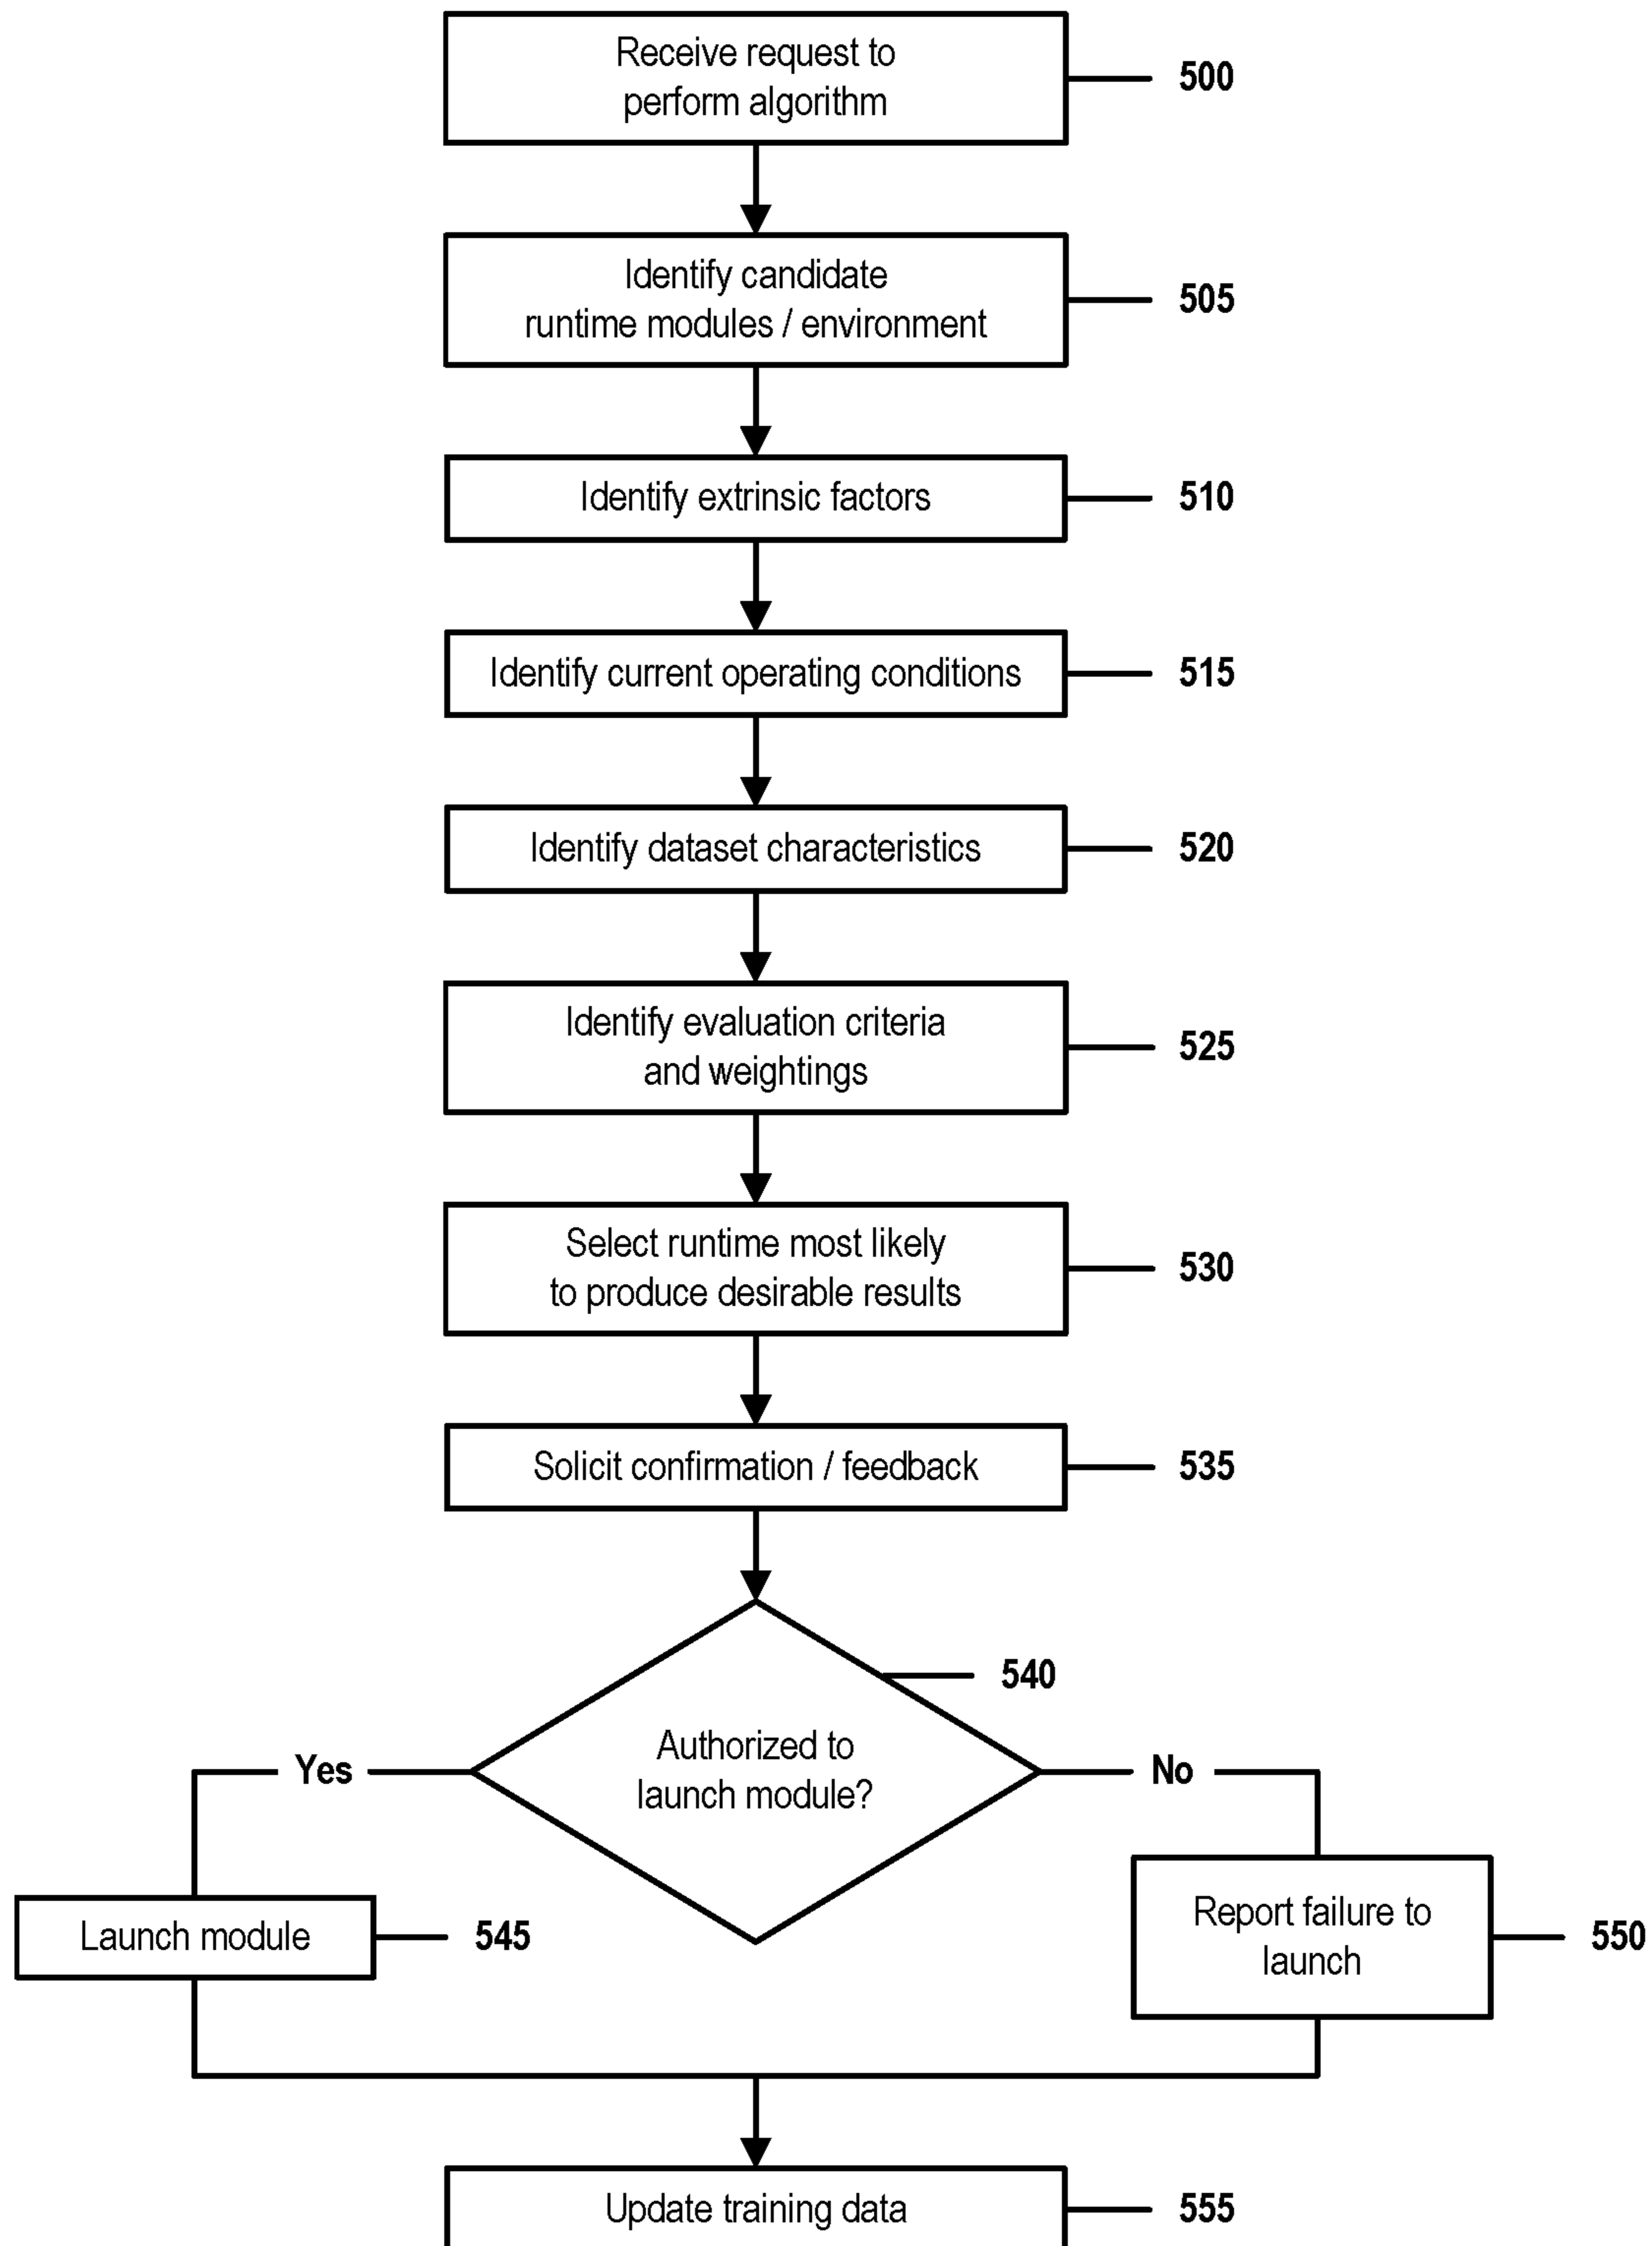 Receive request to
perform algorithm
500
Identify candidate
runtime modules / environment
505
Identify extrinsic factors
510
Identify current operating conditions
515
Identify dataset characteristics
520
Identify evaluation criteria
and weightings
525
Select runtime most likely
to produce desirable results
530
Solicit confirmation / feedback
535
540
Authorized to
launch module?
Yes
No
Launch module
545
Report failure to
launch
550
Update training data
555